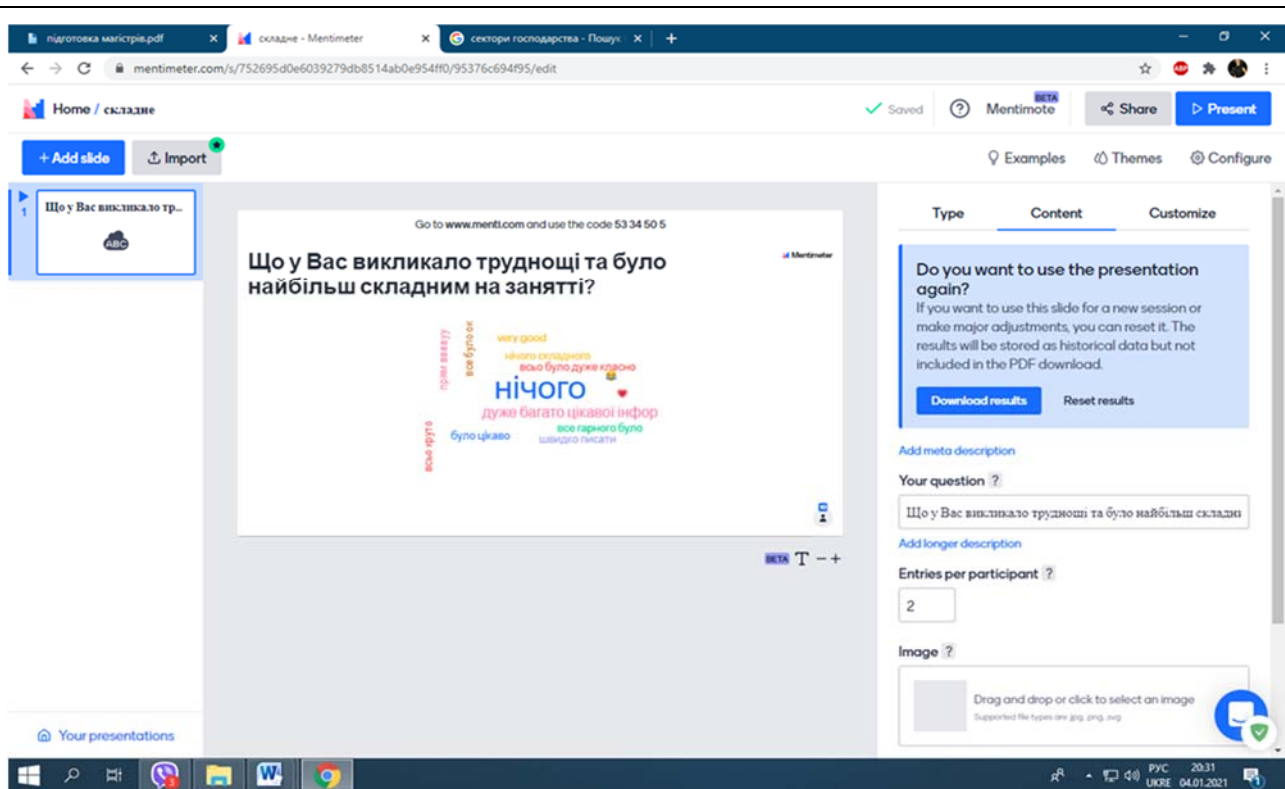 підготовка магістрів.pdf
складне - Mentimeter
сектори господарства - Пошук
mentimeter.com/s/752695d0e6039279db8514ab0e954ff0/95376c694f95/edit
ABP
Home / складне
Saved
?
Mentimote
BETA
Share
Present
+ Add slide
Import
Examples
Themes
Configure
1
Що у Вас викликало тр...
ABC
Go to www.menti.com and use the code 53 34 50 5
Mentimeter
Що у Вас викликало труднощі та було
найбільш складним на занятті?
все було ок
very good
нічого складного
всьо було дуже класно
нічого
дуже багато цікавої інфор
все гарного було
було цікаво
швидко писати
всьо круто
BETA T − +
Type
Content
Customize
Do you want to use the presentation
again?
If you want to use this slide for a new session or
make major adjustments, you can reset it. The
results will be stored as historical data but not
included in the PDF download.
Download results
Reset results
Add meta description
Your question ?
Що у Вас викликало труднощі та було найбільш складни
Add longer description
Entries per participant ?
2
Image ?
Drag and drop or click to select an image
Supported file types are jpg, png, svg
Your presentations
РУС
20:31
UKRE
04.01.2021